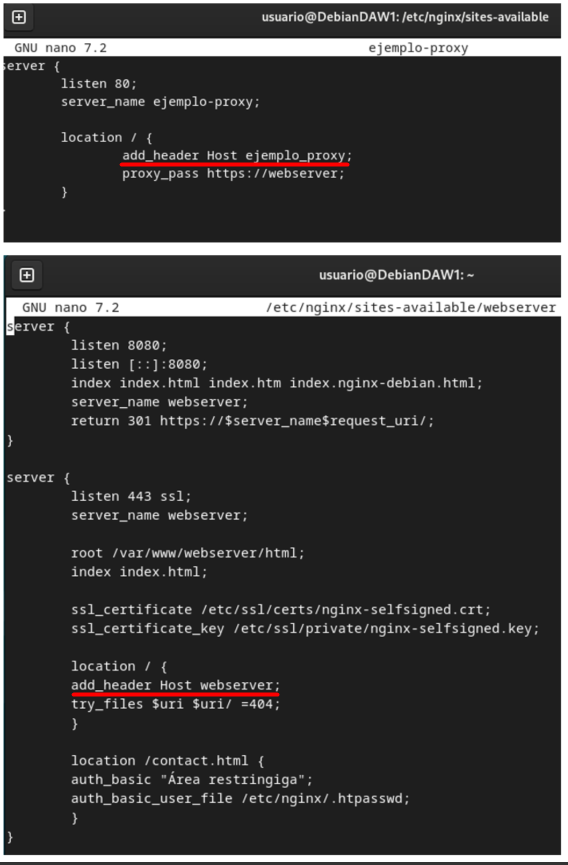 usuario@DebianDAW1: /etc/nginx/sites-available
GNU nano 7.2 ejemplo-proxy
server {
listen 80;
server_name ejemplo-proxy;
location / {
add_header Host ejemplo_proxy;
proxy_pass https://webserver;
}
usuario@DebianDAW1: ~
GNU nano 7.2 /etc/nginx/sites-available/webserver
server {
listen 8080;
listen [::]:8080;
index index.html index.htm index.nginx-debian.html;
server_name webserver;
return 301 https://$server_name$request_uri/;
}
server {
listen 443 ssl;
server_name webserver;
root /var/www/webserver/html;
index index.html;
ssl_certificate /etc/ssl/certs/nginx-selfsigned.crt;
ssl_certificate_key /etc/ssl/private/nginx-selfsigned.key;
location / {
add_header Host webserver;
try_files $uri $uri/ =404;
}
location /contact.html {
auth_basic "Área restringiga";
auth_basic_user_file /etc/nginx/.htpasswd;
}
}